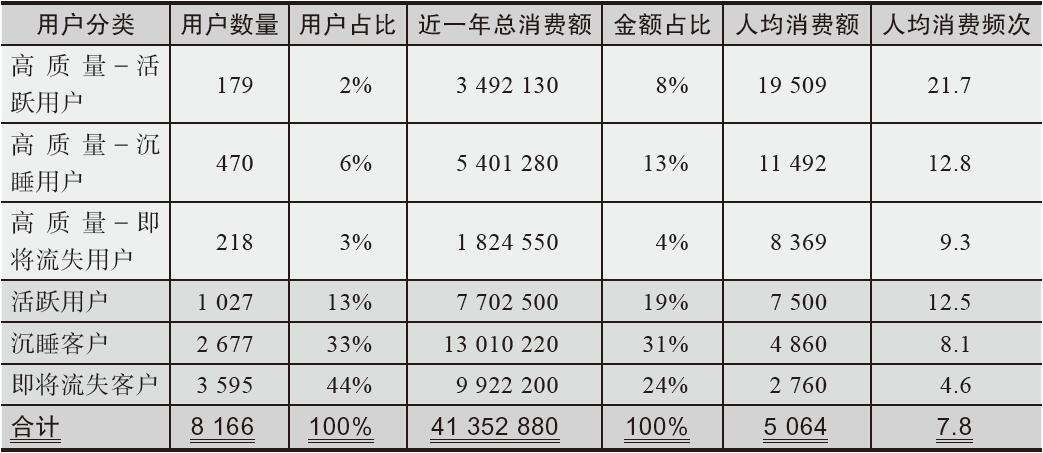 用户分类 用户数量 用户占比 近一年总消费额 金额占比 人均消费额 人均消费频次
高质量–活
跃用户 179 2% 3 492 130 8% 19 509 21.7
高质量–沉
睡用户 470 6% 5 401 280 13% 11 492 12.8
高质量–即
将流失用户 218 3% 1 824 550 4% 8 369 9.3
活跃用户 1 027 13% 7 702 500 19% 7 500 12.5
沉睡客户 2 677 33% 13 010 220 31% 4 860 8.1
即将流失客户 3 595 44% 9 922 200 24% 2 760 4.6
合计 8 166 100% 41 352 880 100% 5 064 7.8